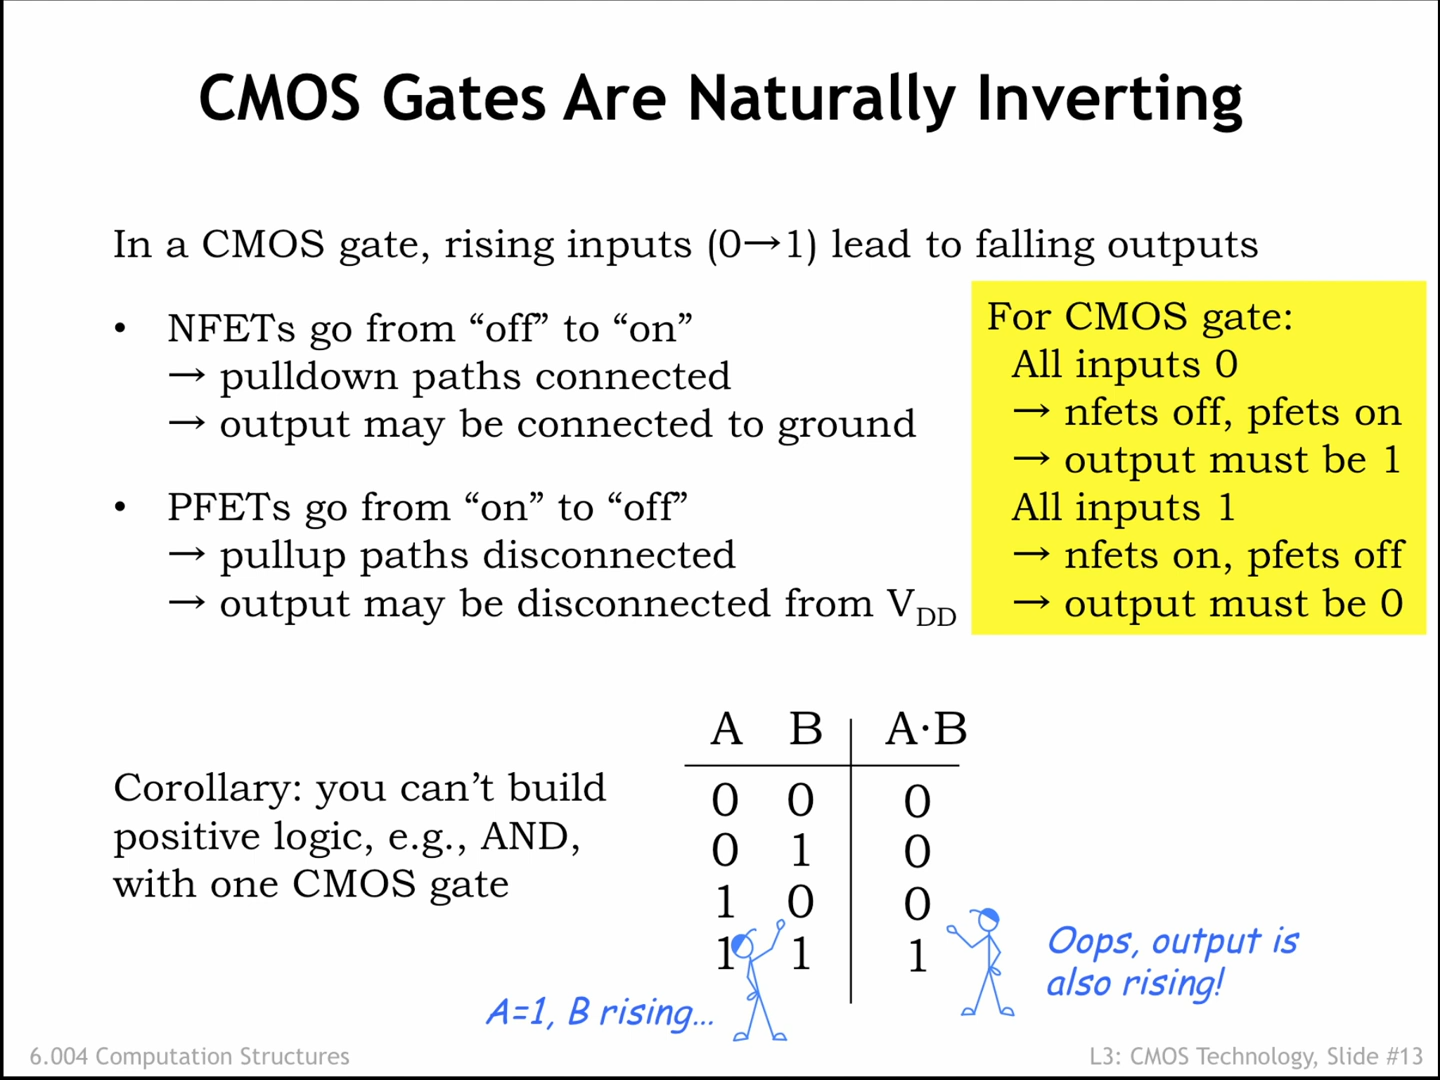 CMOS Gates Are Naturally Inverting
In a CMOS gate, rising inputs (0→1) lead to falling outputs
• NFETs go from “off” to “on”
→ pulldown paths connected
→ output may be connected to ground
• PFETs go from “on” to “off”
→ pullup paths disconnected
→ output may be disconnected from VDD
For CMOS gate:
All inputs 0
→ nfets off, pfets on
→ output must be 1
All inputs 1
→ nfets on, pfets off
→ output must be 0
Corollary: you can’t build
positive logic, e.g., AND,
with one CMOS gate
A B A·B
0 0 0
0 1 0
1 0 0
1 1 1
A=1, B rising...
Oops, output is
also rising!
6.004 Computation Structures
L3: CMOS Technology, Slide #13